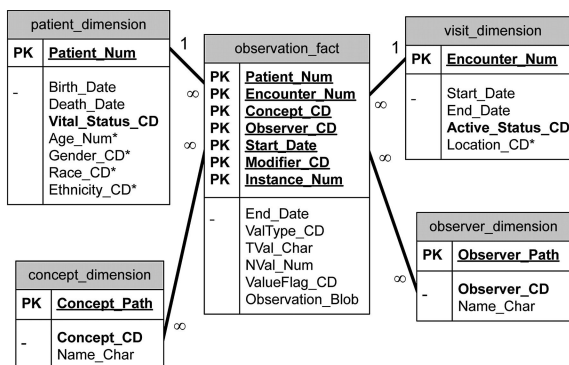 patient_dimension
PK Patient_Num
- Birth_Date
Death_Date
Vital_Status_CD
Age_Num*
Gender_CD*
Race_CD*
Ethnicity_CD*
1
∞
∞
observation_fact
PK Patient_Num
PK Encounter_Num
PK Concept_CD
PK Observer_CD
PK Start_Date
PK Modifier_CD
PK Instance_Num
- End_Date
ValType_CD
TVal_Char
NVal_Num
ValueFlag_CD
Observation_Blob
1
∞
∞
visit_dimension
PK Encounter_Num
- Start_Date
End_Date
Active_Status_CD
Location_CD*
concept_dimension
PK Concept_Path
- Concept_CD
Name_Char
∞
observer_dimension
PK Observer_Path
- Observer_CD
Name_Char
∞